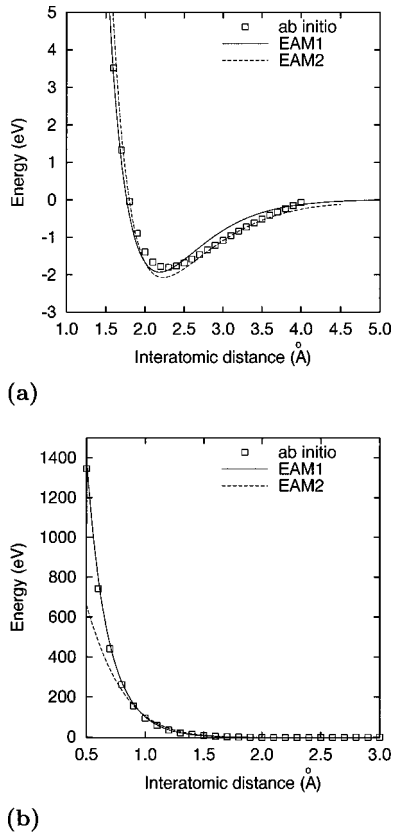 5
4
3
2
1
0
-1
-2
-3
Energy (eV)
ab initio
EAM1
EAM2
1.0 1.5 2.0 2.5 3.0 3.5 4.0 4.5 5.0
Interatomic distance (Å)
(a)
1400
1200
1000
800
600
400
200
0
Energy (eV)
ab initio
EAM1
EAM2
0.5 1.0 1.5 2.0 2.5 3.0
Interatomic distance (Å)
(b)